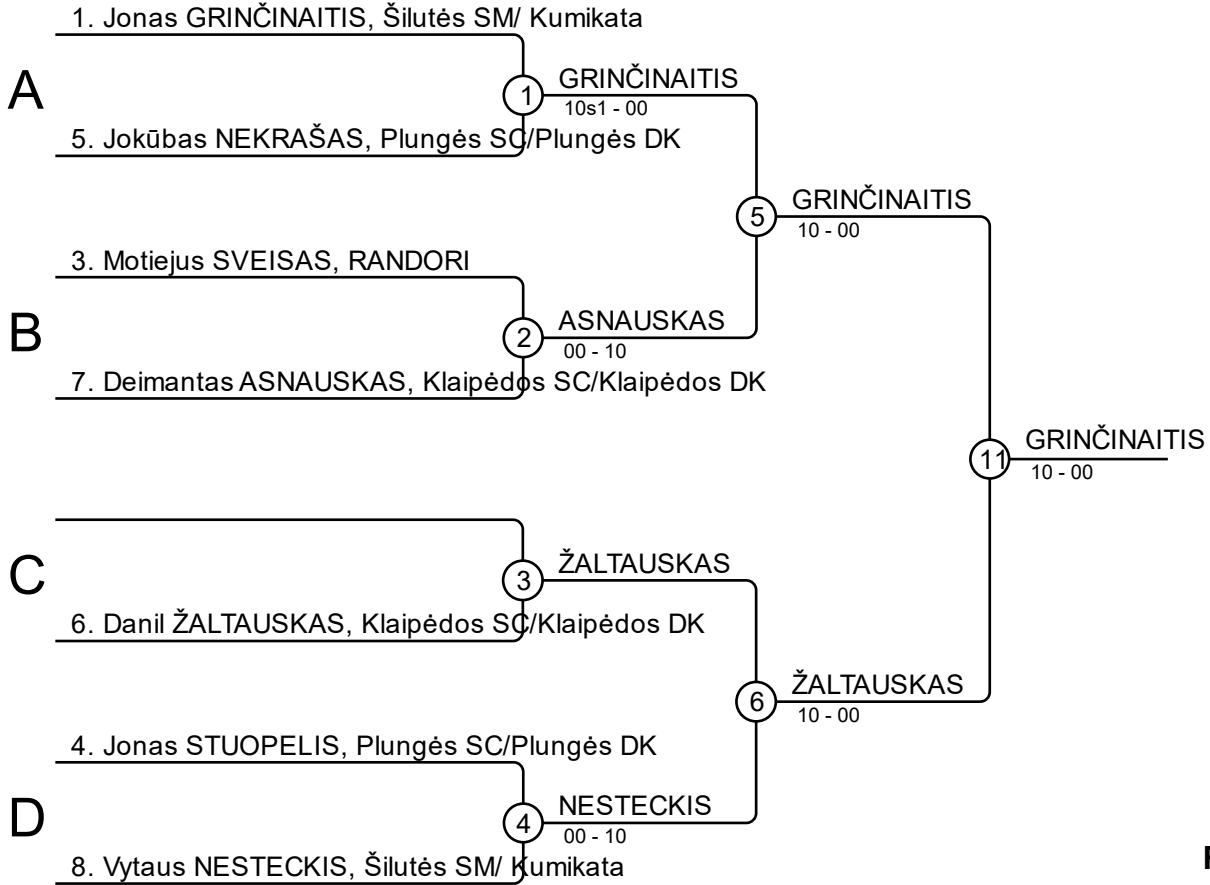 1. Jonas GRINČINAITIS, Šilutės SM/ Kumikata
A
1
GRINČINAITIS
10s1 - 00
5. Jokūbas NEKRAŠAS, Plungės SC/Plungės DK
5
GRINČINAITIS
10 - 00
3. Motiejus SVEISAS, RANDORI
B
2
ASNAUSKAS
00 - 10
7. Deimantas ASNAUSKAS, Klaipėdos SC/Klaipėdos DK
11
GRINČINAITIS
10 - 00
C
3
ŽALTAUSKAS
6. Danil ŽALTAUSKAS, Klaipėdos SC/Klaipėdos DK
6
ŽALTAUSKAS
10 - 00
4. Jonas STUOPELIS, Plungės SC/Plungės DK
D
4
NESTECKIS
00 - 10
8. Vytaus NESTECKIS, Šilutės SM/ Kumikata